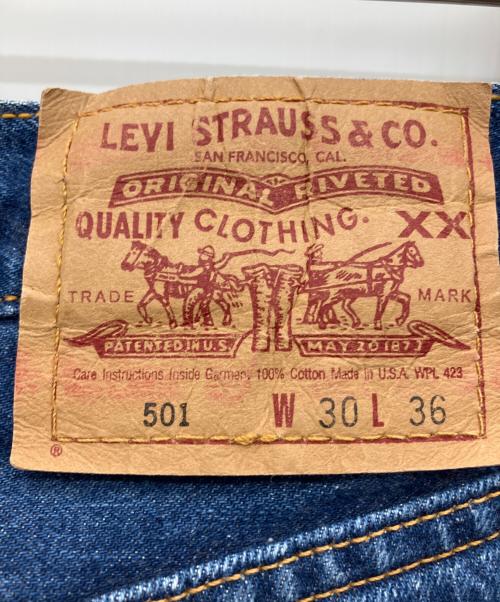 LEVI STRAUSS & CO.
SAN FRANCISCO, CAL.
ORIGINAL RIVETED
QUALITY CLOTHING. XX
TRADE MARK
PATENTED IN U.S. MAY 20 1873
Care Instructions Inside Garment 100% Cotton Made in U.S.A. WPL 423
501 W 30 L 36
®